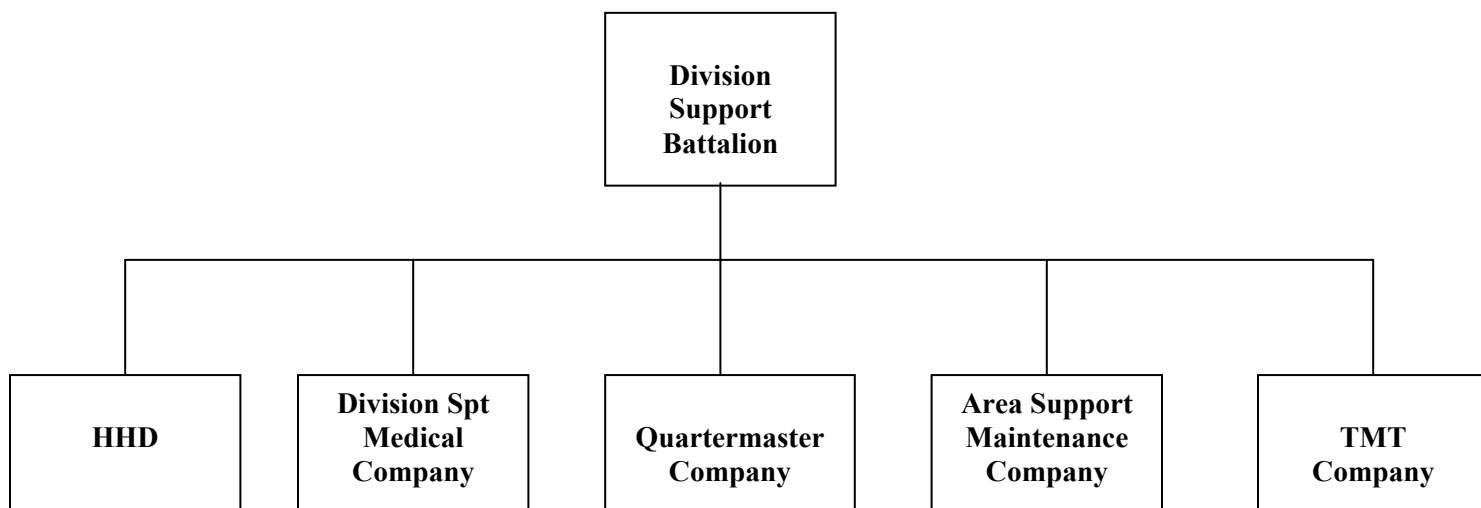 Division
Support
Battalion
HHD
Division Spt
Medical
Company
Quartermaster
Company
Area Support
Maintenance
Company
TMT
Company